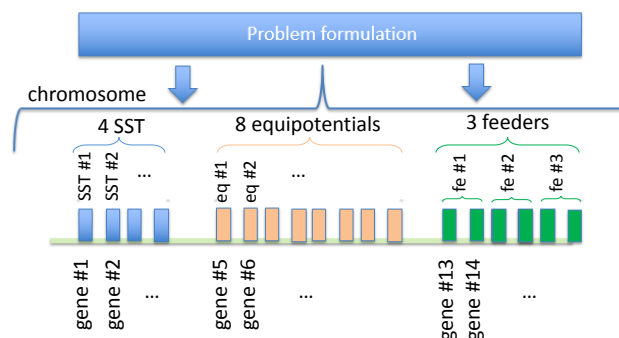 Problem formulation
chromosome
4 SST
8 equipotentials
3 feeders
SST #1
SST #2
...
eq #1
eq #2
...
fe #1
fe #2
fe #3
gene #1
gene #2
...
gene #5
gene #6
...
gene #13
gene #14
...